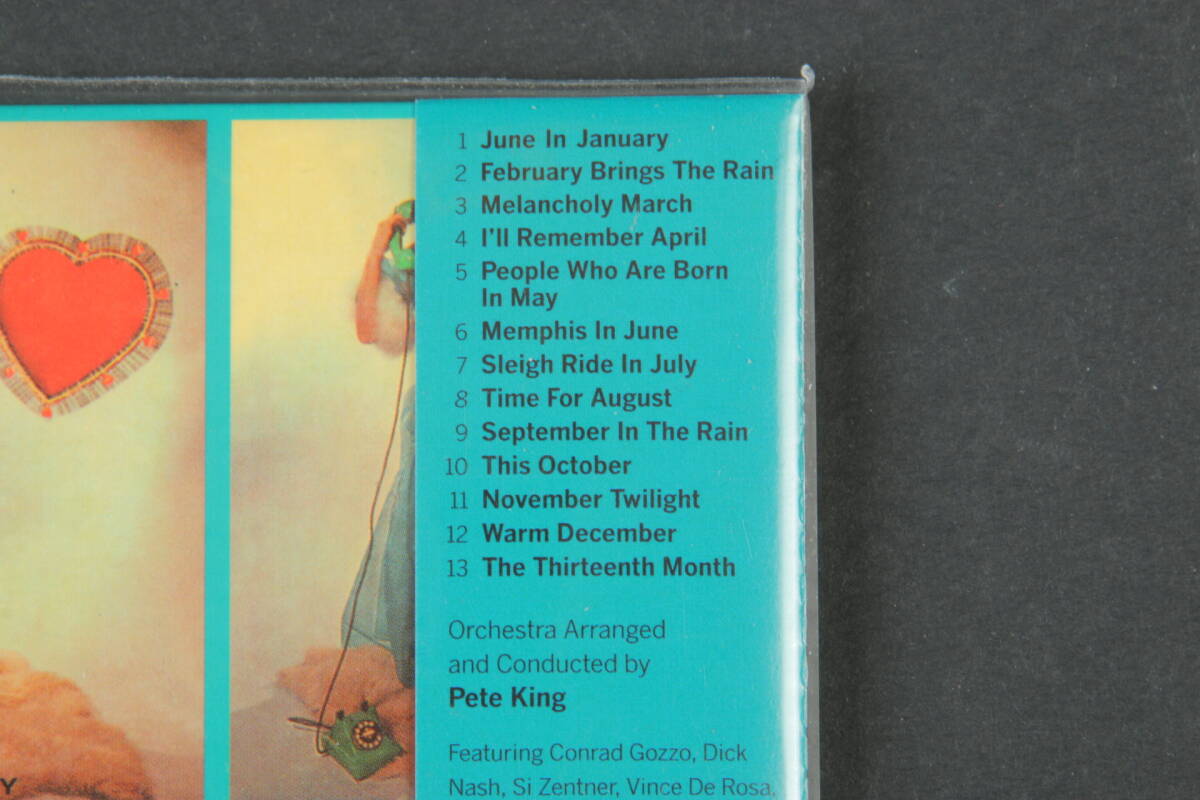 1 June In January
2 February Brings The Rain
3 Melancholy March
4 I'll Remember April
5 People Who Are Born
In May
6 Memphis In June
7 Sleigh Ride In July
8 Time For August
9 September In The Rain
10 This October
11 November Twilight
12 Warm December
13 The Thirteenth Month
Orchestra Arranged
and Conducted by
Pete King
Featuring Conrad Gozzo, Dick
Nash, Si Zentner, Vince De Rosa,
Y